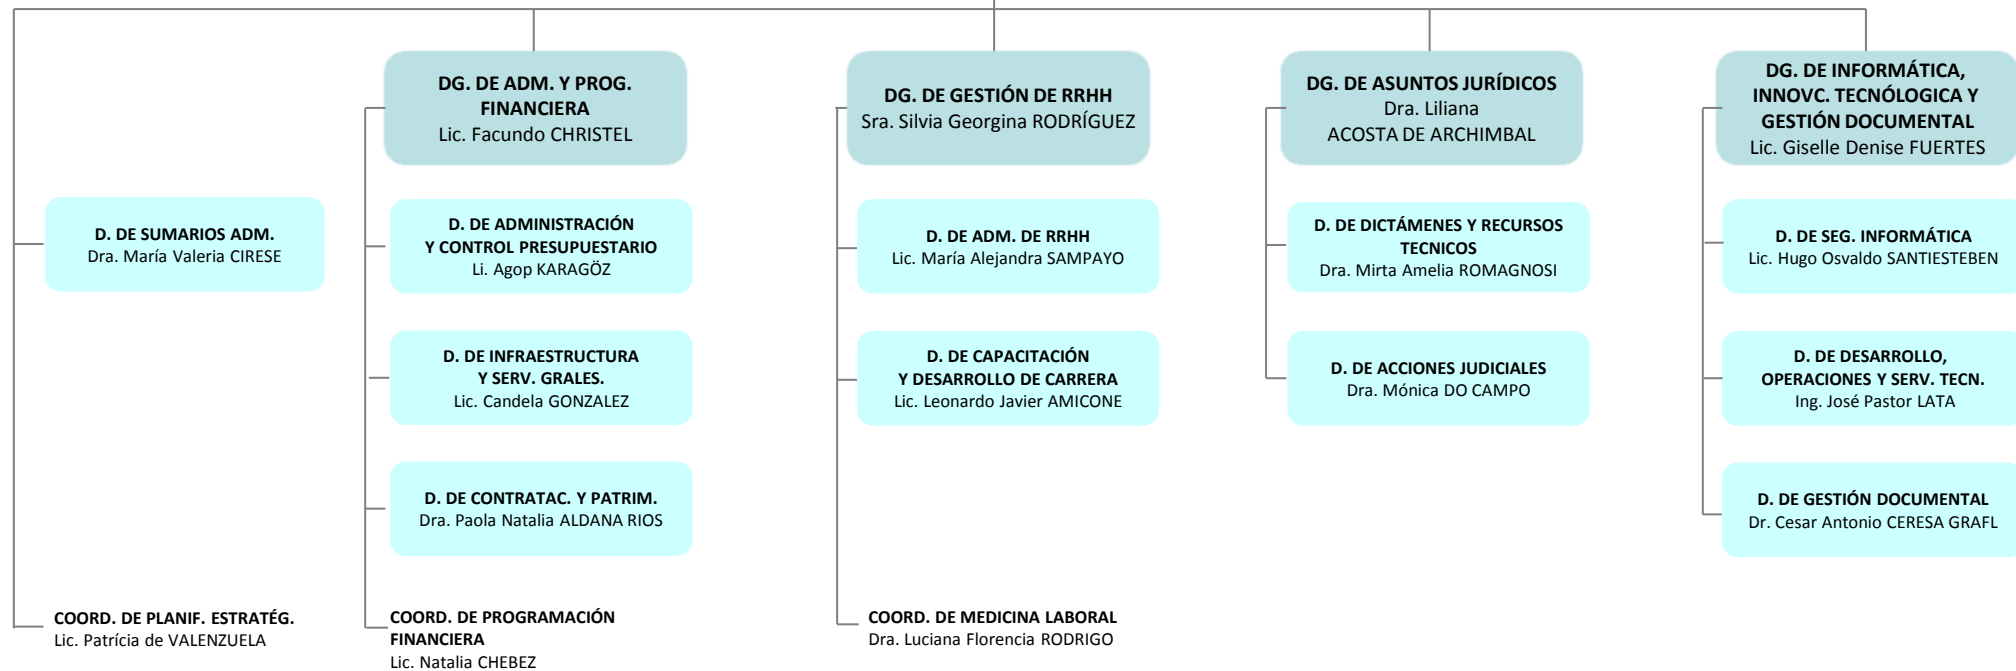 DG. DE ADM. Y PROG.
FINANCIERA
Lic. Facundo CHRISTEL
DG. DE GESTIÓN DE RRHH
Sra. Silvia Georgina RODRÍGUEZ
DG. DE ASUNTOS JURÍDICOS
Dra. Liliana
ACOSTA DE ARCHIMBAL
DG. DE INFORMÁTICA,
INNOVC. TECNÓLOGICA Y
GESTIÓN DOCUMENTAL
Lic. Giselle Denise FUERTES
D. DE SUMARIOS ADM.
Dra. María Valeria CIRESE
D. DE ADMINISTRACIÓN
Y CONTROL PRESUPUESTARIO
Li. Agop KARAGÖZ
D. DE ADM. DE RRHH
Lic. María Alejandra SAMPAYO
D. DE DICTÁMENES Y RECURSOS
TECNICOS
Dra. Mirta Amelia ROMAGNOSI
D. DE SEG. INFORMÁTICA
Lic. Hugo Osvaldo SANTIESTEBEN
D. DE INFRAESTRUCTURA
Y SERV. GRALES.
Lic. Candela GONZALEZ
D. DE CAPACITACIÓN
Y DESARROLLO DE CARRERA
Lic. Leonardo Javier AMICONE
D. DE ACCIONES JUDICIALES
Dra. Mónica DO CAMPO
D. DE DESARROLLO,
OPERACIONES Y SERV. TECN.
Ing. José Pastor LATA
D. DE CONTRATAC. Y PATRIM.
Dra. Paola Natalia ALDANA RIOS
D. DE GESTIÓN DOCUMENTAL
Dr. Cesar Antonio CERESA GRAFL
COORD. DE PLANIF. ESTRATÉG.
Lic. Patrícia de VALENZUELA
COORD. DE PROGRAMACIÓN
FINANCIERA
Lic. Natalia CHEBEZ
COORD. DE MEDICINA LABORAL
Dra. Luciana Florencia RODRIGO